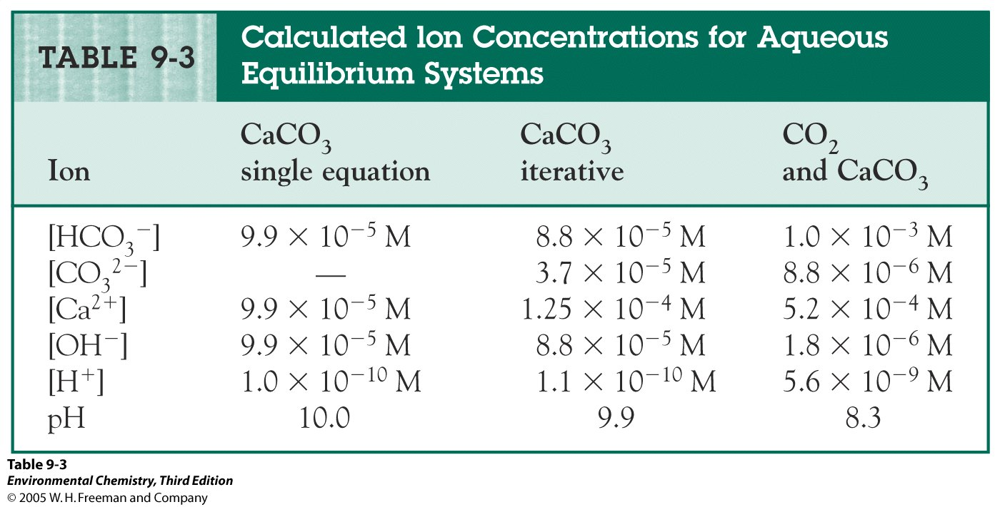 TABLE 9-3
Calculated Ion Concentrations for Aqueous
Equilibrium Systems
Ion CaCO₃ single equation CaCO₃ iterative CO₂ and CaCO₃
[HCO₃⁻] 9.9 × 10⁻⁵ M 8.8 × 10⁻⁵ M 1.0 × 10⁻³ M
[CO₃²⁻] — 3.7 × 10⁻⁵ M 8.8 × 10⁻⁶ M
[Ca²⁺] 9.9 × 10⁻⁵ M 1.25 × 10⁻⁴ M 5.2 × 10⁻⁴ M
[OH⁻] 9.9 × 10⁻⁵ M 8.8 × 10⁻⁵ M 1.8 × 10⁻⁶ M
[H⁺] 1.0 × 10⁻¹⁰ M 1.1 × 10⁻¹⁰ M 5.6 × 10⁻⁹ M
pH 10.0 9.9 8.3
Table 9-3
Environmental Chemistry, Third Edition
© 2005 W. H. Freeman and Company